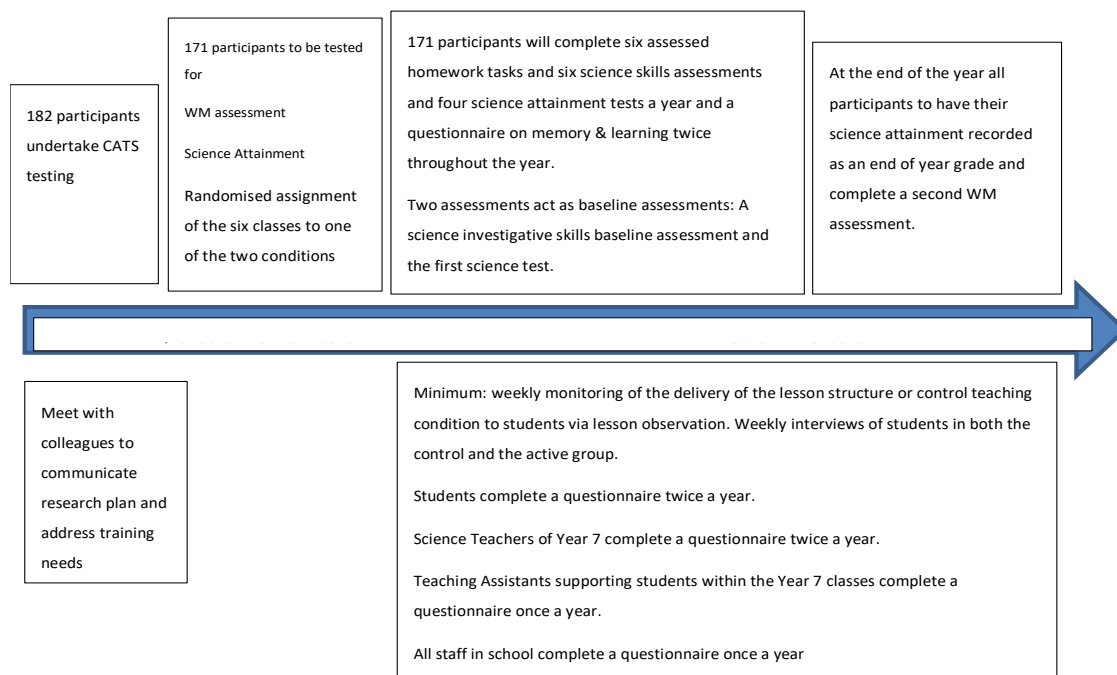 182 participants
undertake CATS
testing
171 participants to be tested
for
WM assessment
Science Attainment
Randomised assignment
of the six classes to one
of the two conditions
171 participants will complete six assessed
homework tasks and six science skills assessments
and four science attainment tests a year and a
questionnaire on memory & learning twice
throughout the year.
Two assessments act as baseline assessments: A
science investigative skills baseline assessment and
the first science test.
At the end of the year all
participants to have their
science attainment recorded
as an end of year grade and
complete a second WM
assessment.
Meet with
colleagues to
communicate
research plan and
address training
needs
Minimum: weekly monitoring of the delivery of the lesson structure or control teaching
condition to students via lesson observation. Weekly interviews of students in both the
control and the active group.
Students complete a questionnaire twice a year.
Science Teachers of Year 7 complete a questionnaire twice a year.
Teaching Assistants supporting students within the Year 7 classes complete a
questionnaire once a year.
All staff in school complete a questionnaire once a year